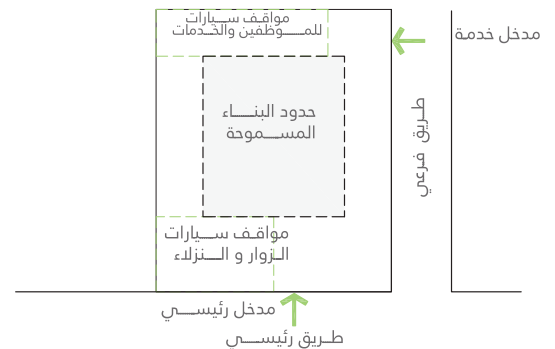 مواقف سيارات
للموظفين والخدمات
مدخل خدمة
حدود البناء
المسموحة
طريق فرعي
مواقف سيارات
الزوار و النزلاء
مدخل رئيسي
طريق رئيسي